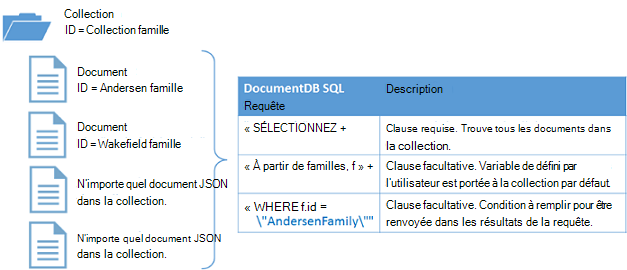 Collection
ID = Collection famille
Document
ID = Andersen famille
Document
ID = Wakefield famille
N'importe quel document JSON
dans la collection.
N'importe quel document JSON
dans la collection.
DocumentDB SQL
Requête
Description
« SÉLECTIONNEZ +
Clause requise. Trouve tous les documents dans
la collection.
« À partir de familles, f » +
Clause facultative. Variable de défini par
l'utilisateur est portée à la collection par défaut.
« WHERE f.id =
\"AndersenFamily\""
Clause facultative. Condition à remplir pour être
renvoyée dans les résultats de la requête.